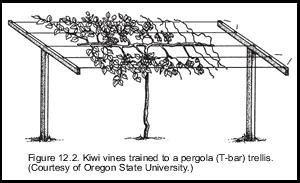 Figure 12.2. Kiwi vines trained to a pergola (T-bar) trellis.
(Courtesy of Oregon State University.)